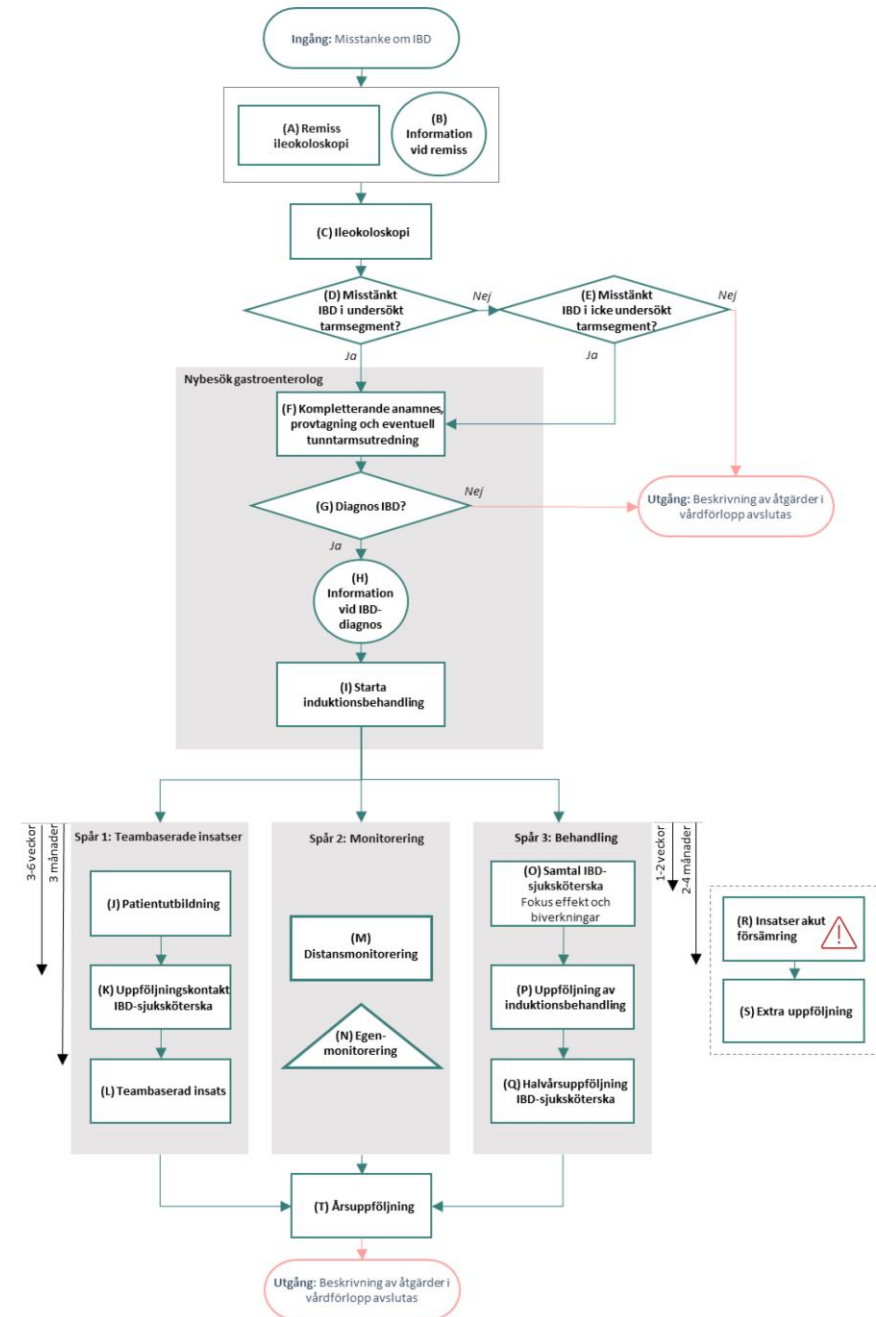 Ingång: Misstanke om IBD
(A) Remiss
ileokoloskopi
(B)
Information
vid remiss
(C) Ileokoloskopi
(D) Misstänkt
IBD i undersökt
tarmsegment?
Nej
(E) Misstänkt
IBD i icke undersökt
tarmsegment?
Nej
Ja
Ja
Nybesök gastroenterolog
(F) Kompletterande anamnes,
provtagning och eventuell
tunntarmsutredning
(G) Diagnos IBD?
Nej
Utgång: Beskrivning av åtgärder i
vårdförlopp avslutas
Ja
(H)
Information
vid IBD-
diagnos
(I) Starta
induktionsbehandling
3-6 veckor
3 månader
Spår 1: Teambaserade insatser
(J) Patientutbildning
(K) Uppföljningskontakt
IBD-sjuksköterska
(L) Teambaserad insats
Spår 2: Monitorering
(M)
Distansmonitorering
(N) Egen-
monitorering
Spår 3: Behandling
(O) Samtal IBD-
sjuksköterska
Fokus effekt och
biverkningar
(P) Uppföljning av
induktionsbehandling
(Q) Halvårsuppföljning
IBD-sjuksköterska
1-2 veckor
2-4 månader
(R) Insatser akut
försämring
(S) Extra uppföljning
(T) Årsuppföljning
Utgång: Beskrivning av åtgärder i
vårdförlopp avslutas